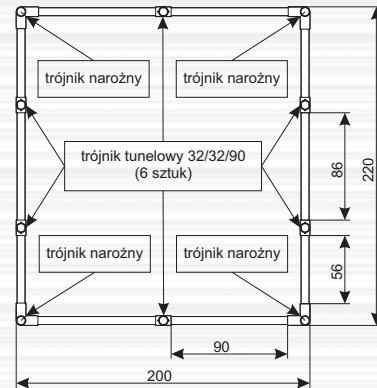 trójnik narożny
trójnik narożny
trójnik tunelowy 32/32/90
(6 sztuk)
86
220
trójnik narożny
trójnik narożny
56
90
200